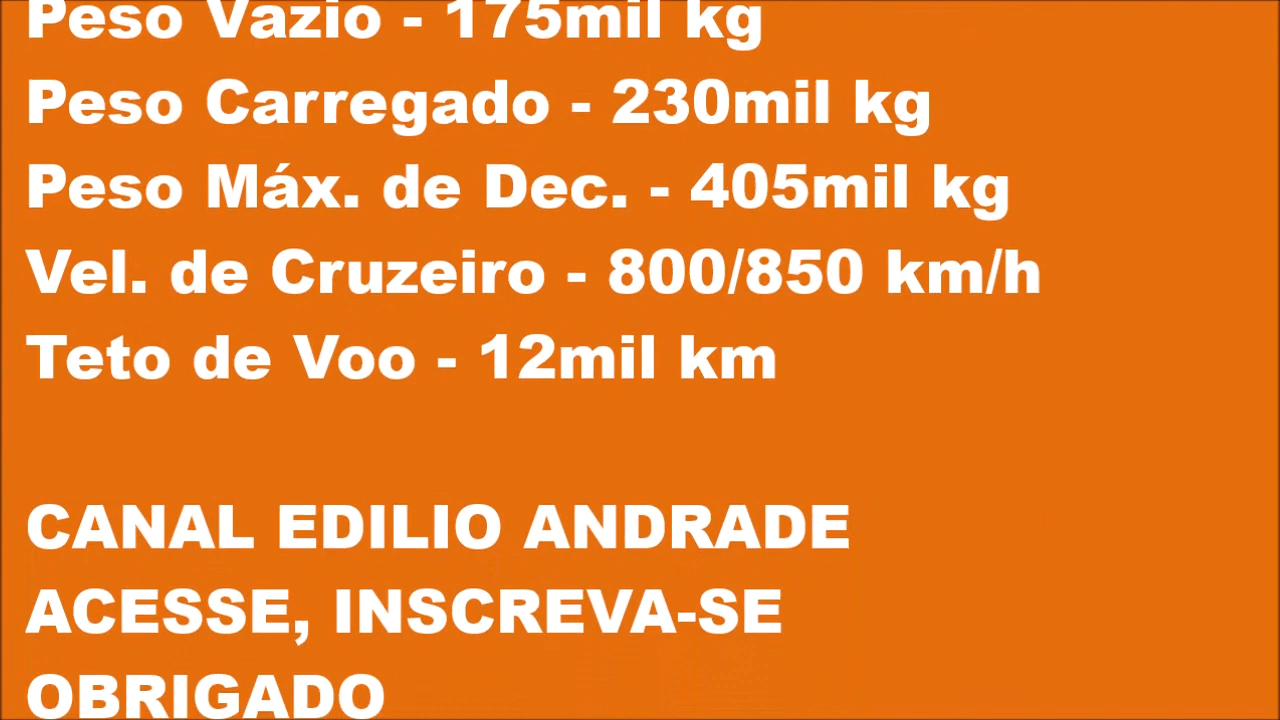 Peso Vazio - 175mil kg
Peso Carregado - 230mil kg
Peso Máx. de Dec. - 405mil kg
Vel. de Cruzeiro - 800/850 km/h
Teto de Voo - 12mil km
CANAL EDILIO ANDRADE
ACESSE, INSCREVA-SE
OBRIGADO